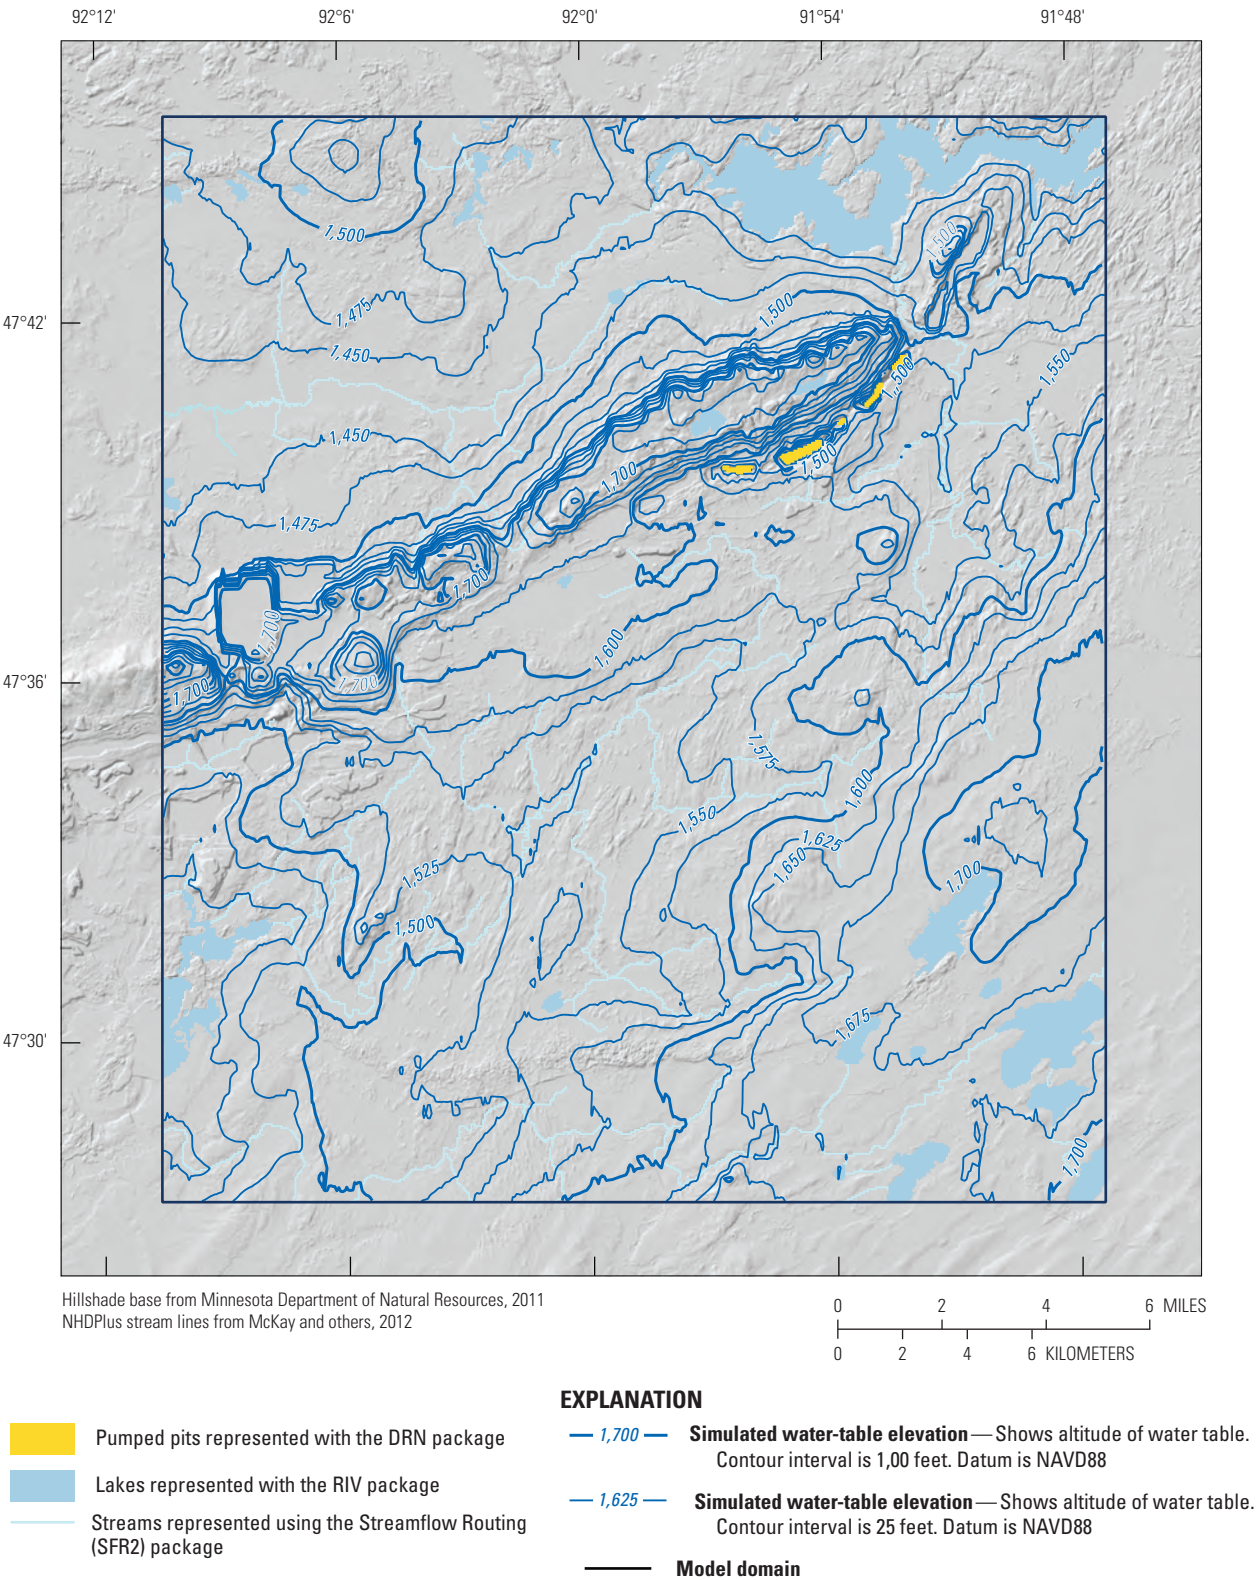 92°12'
92°6'
92°0'
91°54'
91°48'
1,500
1,500
47°42'
1,475
1,500
1,450
1,550
1,500
1,450
1,500
1,700
1,475
1,700
1,700
1,600
47°36'
1,700
1,700
1,575
1,600
1,550
1,625
1,650
1,525
1,700
1,500
47°30'
1,675
1,700
Hillshade base from Minnesota Department of Natural Resources, 2011
NHDPlus stream lines from McKay and others, 2012
0 2 4 6 MILES
0 2 4 6 KILOMETERS
EXPLANATION
Pumped pits represented with the DRN package
Lakes represented with the RIV package
Streams represented using the Streamflow Routing
(SFR2) package
1,700 Simulated water-table elevation—Shows altitude of water table.
Contour interval is 1,00 feet. Datum is NAVD88
1,625 Simulated water-table elevation—Shows altitude of water table.
Contour interval is 25 feet. Datum is NAVD88
Model domain